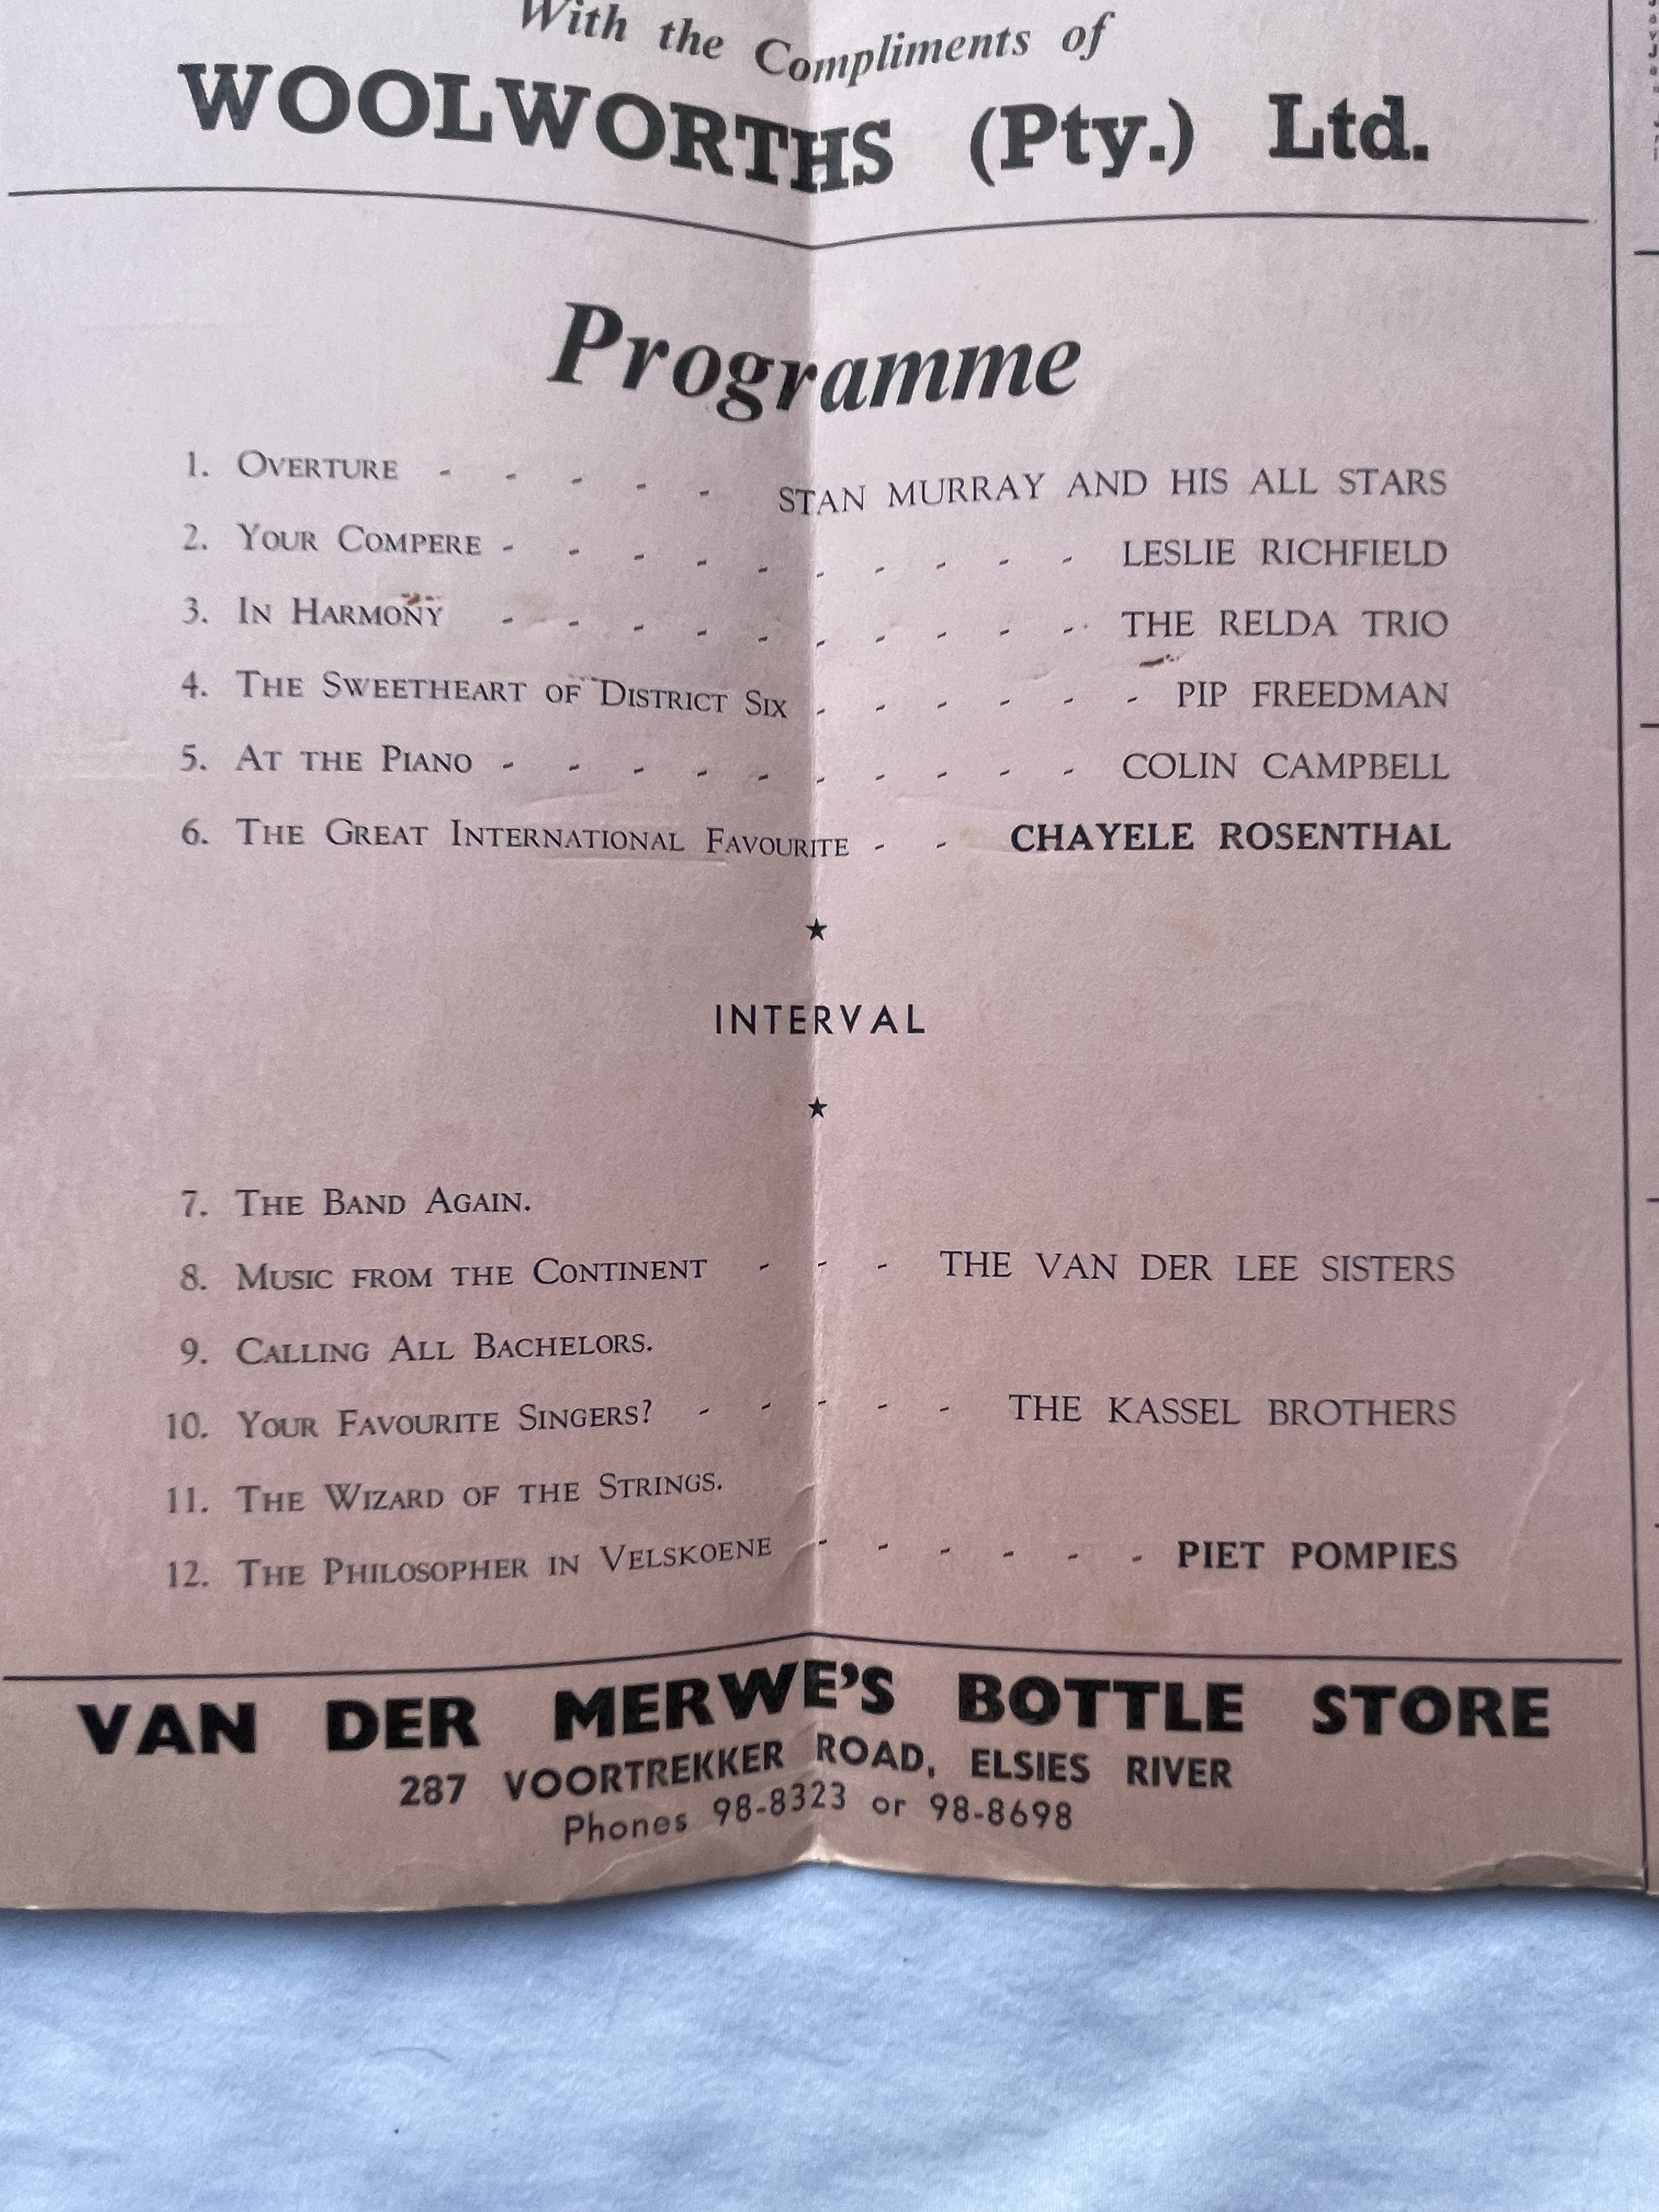 With the Compliments of
WOOLWORTHS (Pty.) Ltd.
Programme
1. OVERTURE - - - - - STAN MURRAY AND HIS ALL STARS
2. YOUR COMPERE - - - - - - - - - - LESLIE RICHFIELD
3. IN HARMONY - - - - - - - - - - THE RELDA TRIO
4. THE SWEETHEART OF DISTRICT SIX - - - - - - PIP FREEDMAN
5. AT THE PIANO - - - - - - - - - - COLIN CAMPBELL
6. THE GREAT INTERNATIONAL FAVOURITE - - CHAYELE ROSENTHAL
★
INTERVAL
★
7. THE BAND AGAIN.
8. MUSIC FROM THE CONTINENT - - - THE VAN DER LEE SISTERS
9. CALLING ALL BACHELORS.
10. YOUR FAVOURITE SINGERS? - - - - - THE KASSEL BROTHERS
11. THE WIZARD OF THE STRINGS.
12. THE PHILOSOPHER IN VELSKOENE - - - - - - PIET POMPIES
VAN DER MERWE'S BOTTLE STORE
287 VOORTREKKER ROAD, ELSIES RIVER
Phones 98-8323 or 98-8698